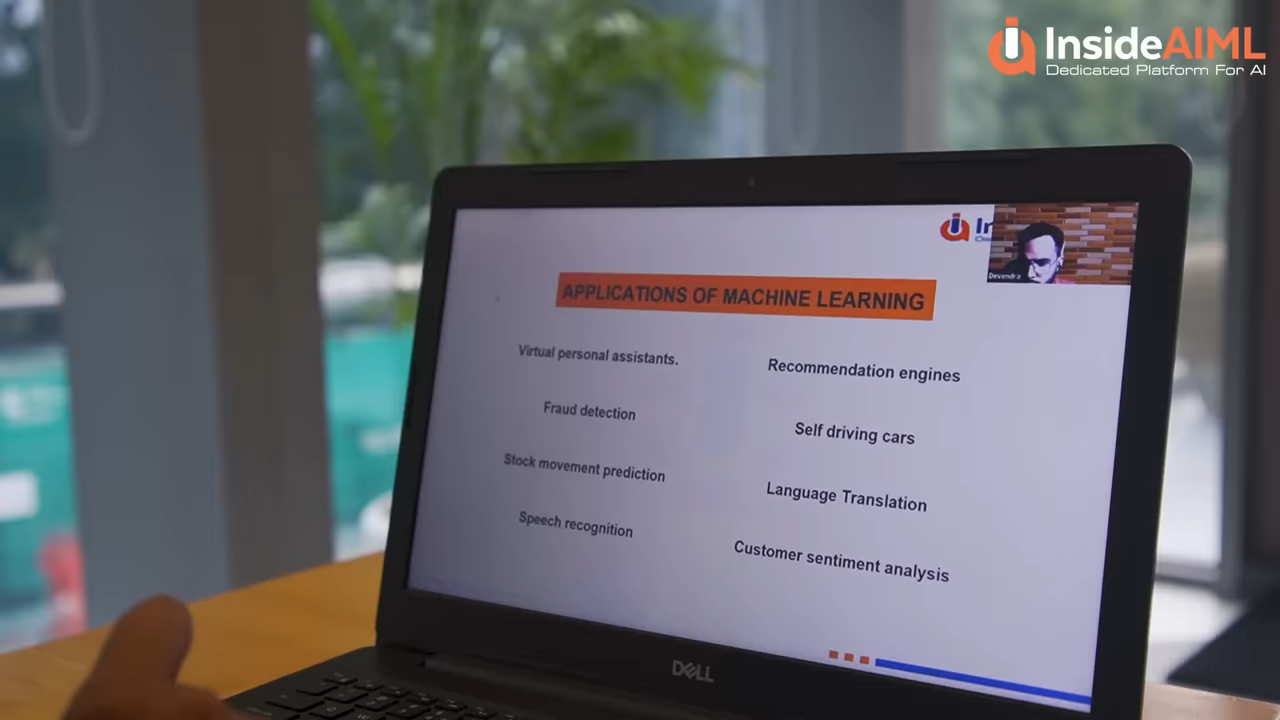 InsideAIML
Dedicated Platform For AI
Devendra
APPLICATIONS OF MACHINE LEARNING
Virtual personal assistants.
Fraud detection
Stock movement prediction
Speech recognition
Recommendation engines
Self driving cars
Language Translation
Customer sentiment analysis
DELL